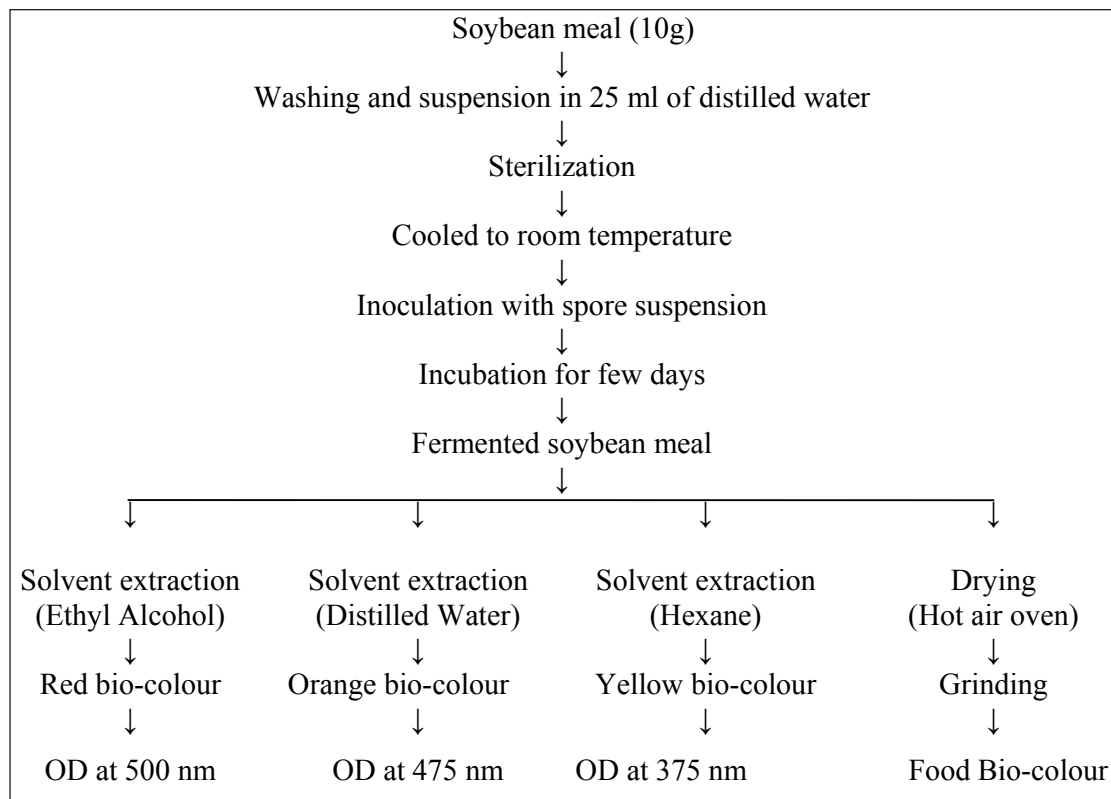 Soybean meal (10g)
↓
Washing and suspension in 25 ml of distilled water
↓
Sterilization
↓
Cooled to room temperature
↓
Inoculation with spore suspension
↓
Incubation for few days
↓
Fermented soybean meal
↓
↓ ↓ ↓ ↓
Solvent extraction Solvent extraction Solvent extraction Drying
(Ethyl Alcohol) (Distilled Water) (Hexane) (Hot air oven)
↓ ↓ ↓ ↓
Red bio-colour Orange bio-colour Yellow bio-colour Grinding
↓ ↓ ↓ ↓
OD at 500 nm OD at 475 nm OD at 375 nm Food Bio-colour